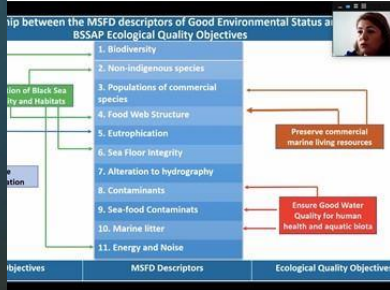 hip between the MSFD descriptors of Good Environmental Status a
BSSAP Ecological Quality Objectives
1. Biodiversity
2. Non-indigenous species
3. Populations of commercial
species
4. Food Web Structure
5. Eutrophication
6. Sea Floor Integrity
7. Alteration to hydrography
8. Contaminants
9. Sea-food Contaminats
10. Marine litter
11. Energy and Noise
tion of Black Sea
ity and Habitats
ation
Preserve commercial
marine living resources
Ensure Good Water
Quality for human
health and aquatic biota
bjectives
MSFD Descriptors
Ecological Quality Objective